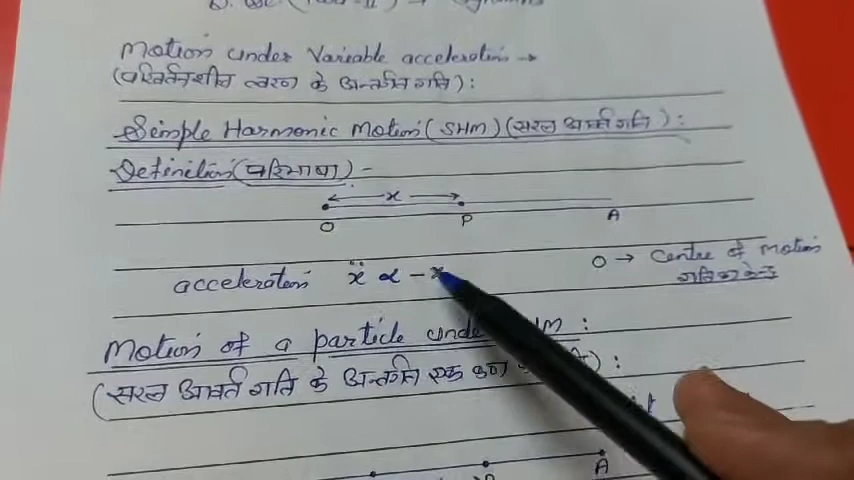 Motion under Variable acceleration →
(परिवर्तनशील त्वरण के अन्तर्गत गति) :
Simple Harmonic Motion (SHM) (सरल आवर्त गति) :
Definition (परिभाषा) -
x
O P A
acceleration ẍ ∝ -x
O → Centre of Motion
गति का केन्द्र
Motion of a particle under SHM :
(सरल आवर्त गति के अन्तर्गत एक कण की गति) :
A